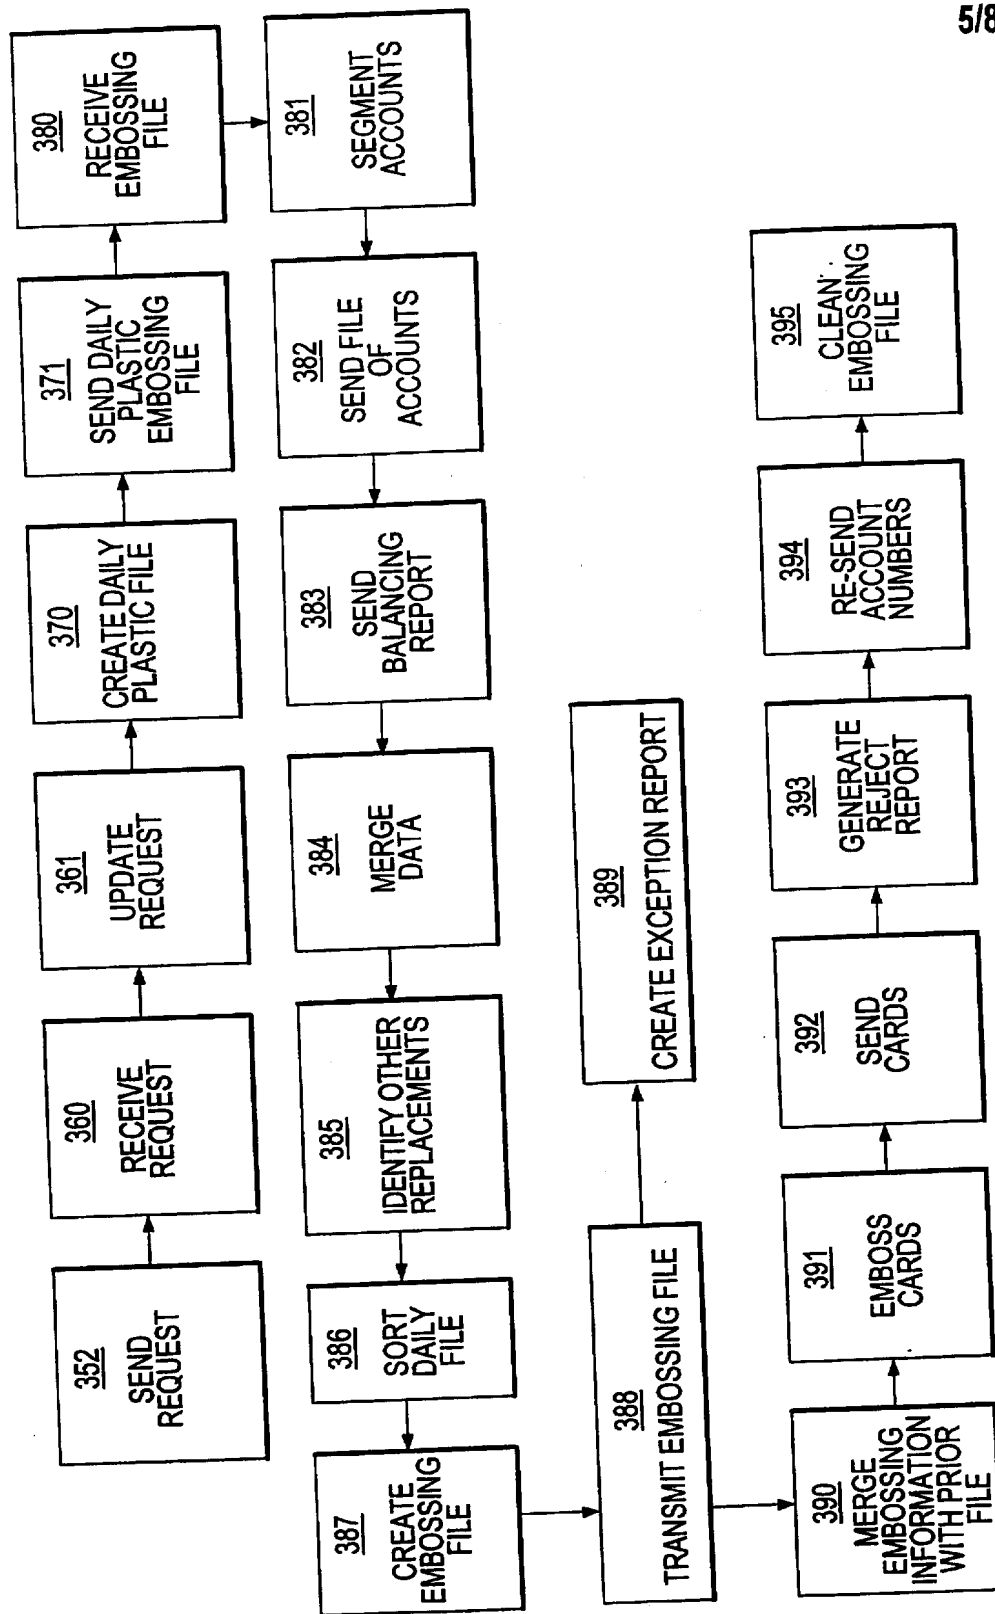 5/8
352
SEND
REQUEST
360
RECEIVE
REQUEST
361
UPDATE
REQUEST
370
CREATE DAILY
PLASTIC FILE
371
SEND DAILY
PLASTIC
EMBOSSING
FILE
380
RECEIVE
EMBOSSING
FILE
381
SEGMENT
ACCOUNTS
382
SEND FILE
OF
ACCOUNTS
383
SEND
BALANCING
REPORT
384
MERGE
DATA
385
IDENTIFY OTHER
REPLACEMENTS
386
SORT
DAILY
FILE
387
CREATE
EMBOSSING
FILE
388
TRANSMIT EMBOSSING FILE
389
CREATE EXCEPTION REPORT
390
MERGE
EMBOSSING
INFORMATION
WITH PRIOR
FILE
391
EMBOSS
CARDS
392
SEND
CARDS
393
GENERATE
REJECT
REPORT
394
RE-SEND
ACCOUNT
NUMBERS
395
CLEAN
EMBOSSING
FILE